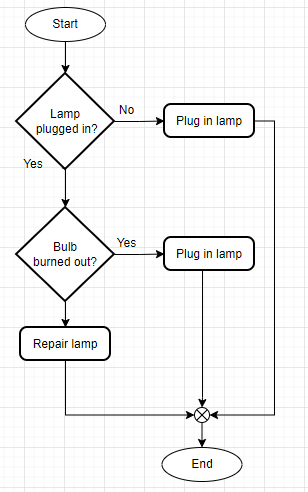 Start
Lamp
plugged in?
No
Plug in lamp
Yes
Bulb
burned out?
Yes
Plug in lamp
Repair lamp
End